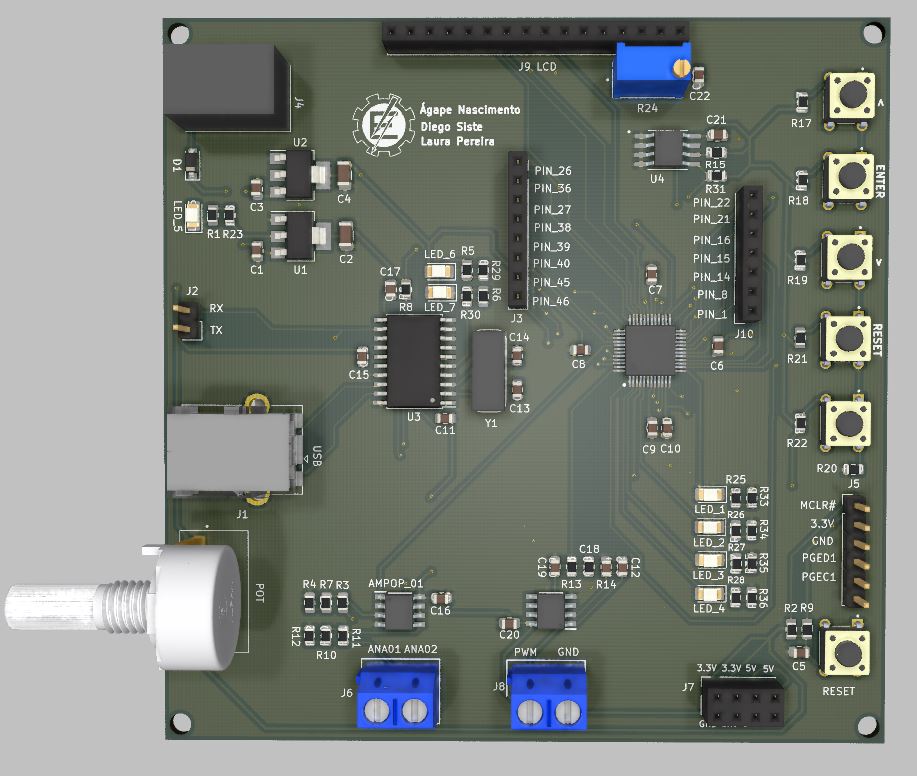 J9 LCD
R24
C22
J4
Ágape Nascimento
Diego Siste
Laura Pereira
R17
<
C21
R15
R31
U4
U2
D1
C3
C4
PIN_26
PIN_36
PIN_27
PIN_38
PIN_39
PIN_40
PIN_45
PIN_46
J3
PIN_22
PIN_21
PIN_16
PIN_15
PIN_14
PIN_8
PIN_1
J10
ENTER
R18
LED_5
R1 R23
C1
U1
C2
LED_6
R5
R29
C17
R8
LED_7
R30
R6
C7
R19
>
J2
RX
TX
C15
C14
C13
U3
C11
Y1
C8
C6
RESET
R21
C9 C10
R22
USB
J1
R20
J5
MCLR#
3.3V
GND
PGED1
PGEC1
R25
R33
LED_1
R26
R34
LED_2
R27
R35
LED_3
R28
R36
LED_4
POT
R4 R7 R3
R12
R10
R11
AMPOP_01
C16
C19
C18
C12
R13
R14
C20
R2 R9
C5
RESET
ANA01 ANA02
J6
PWM GND
J8
3.3V 3.3V 5V 5V
J7